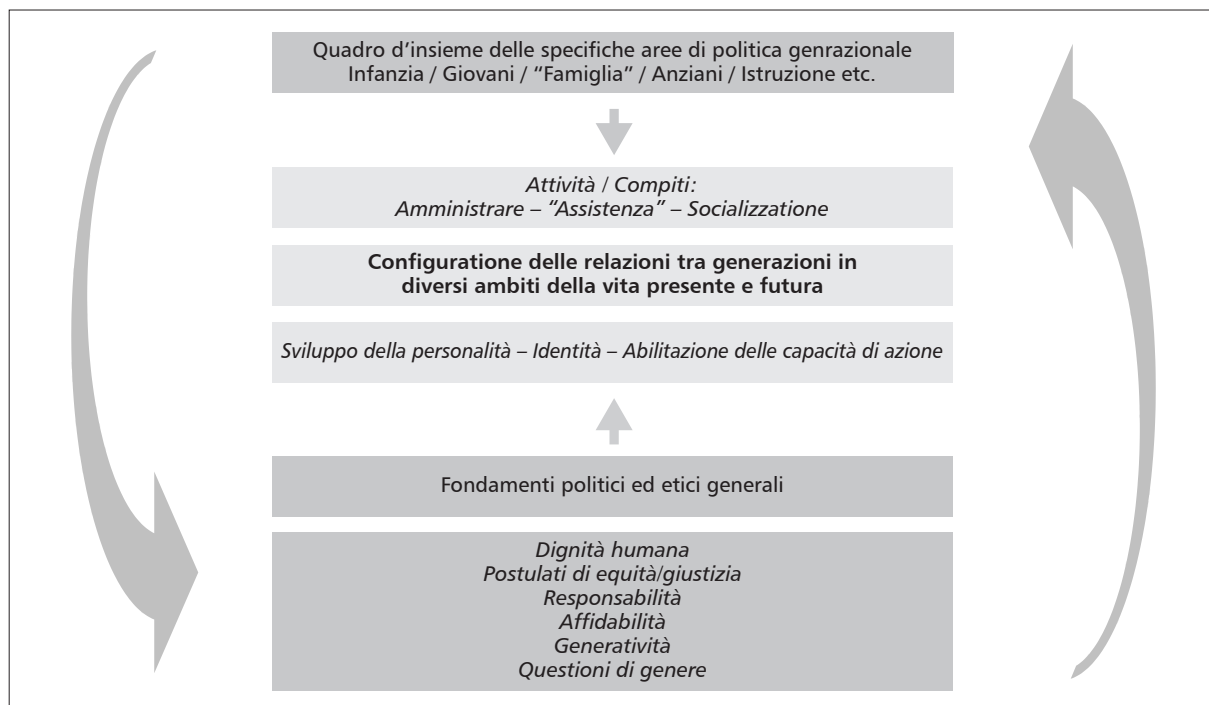 Quadro d’insieme delle specifiche aree di politica genrazionale
Infanzia / Giovani / “Famiglia” / Anziani / Istruzione etc.
Attività / Compiti:
Amministrare – “Assistenza” – Socializzatione
Configuratione delle relazioni tra generazioni in
diversi ambiti della vita presente e futura
Sviluppo della personalità – Identità – Abilitazione delle capacità di azione
Fondamenti politici ed etici generali
Dignità humana
Postulati di equità/giustizia
Responsabilità
Affidabilità
Generatività
Questioni di genere